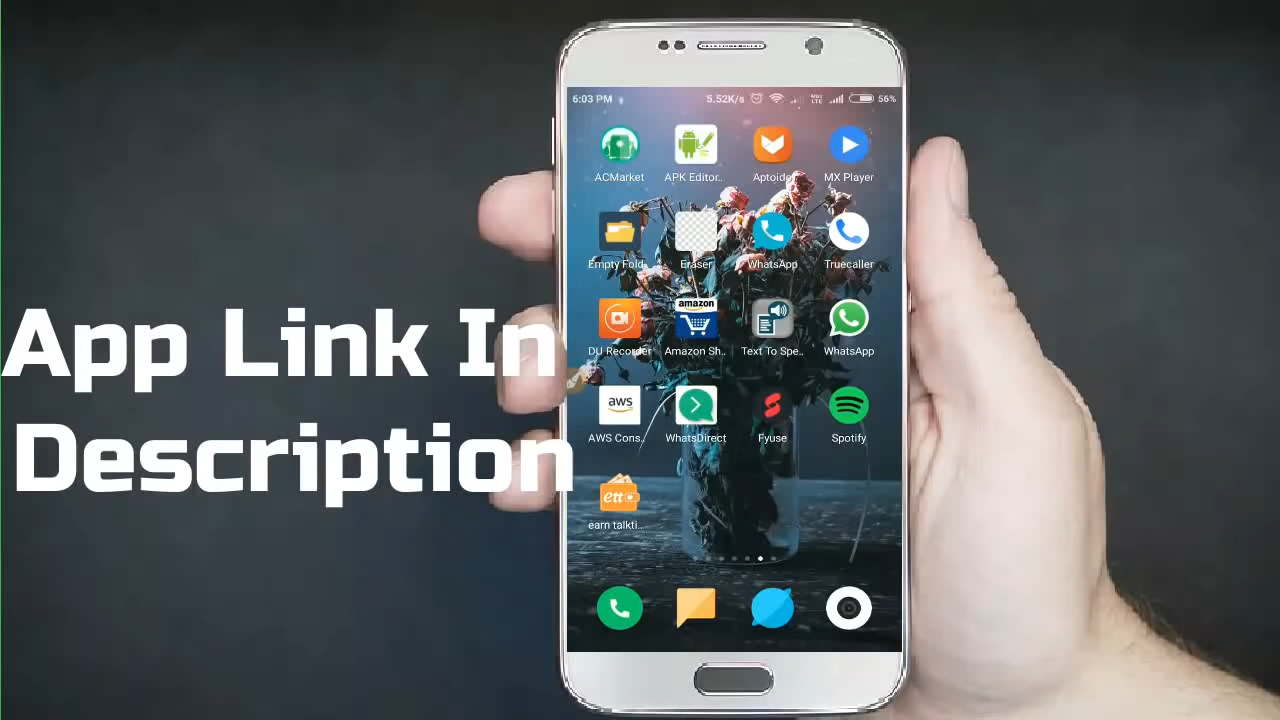 6:03 PM 5.52K/s VoLTE 56%
ACMarket APK Editor.. Aptoide MX Player
Empty Fold.. Eraser WhatsApp Truecaller
amazon
DU Recorder Amazon Sh.. Text To Spe.. WhatsApp
App Link In
aws
AWS Cons.. WhatsDirect Fyuse Spotify
Description
ett
earn talkti..